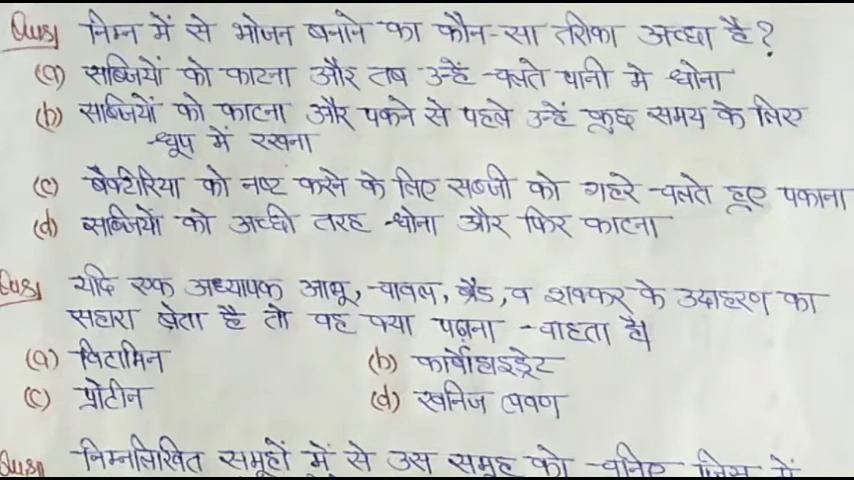 Ques) निम्न में से भोजन बनाने का कौन-सा तरिका अच्छा है?
(a) सब्जियों को काटना और तब उन्हें चलते पानी में धोना
(b) सब्जियों को काटना और पकने से पहले उन्हें कुछ समय के लिए
धूप में रखना
(c) बैक्टीरिया को नष्ट करने के लिए सब्जी को गहरे चलते हुए पकाना
(d) सब्जियों को अच्छी तरह धोना और फिर काटना
Ques) यदि एक अध्यापक आलू, चावल, ब्रैड, व शक्कर के उदाहरण का
सहारा लेता है तो वह क्या पढ़ना चाहता है।
(a) विटामिन (b) कार्बोहाइड्रेट
(c) प्रोटीन (d) खनिज लवण
Ques) निम्नलिखित समूहों में से उस समूह को चुनिए जिस में